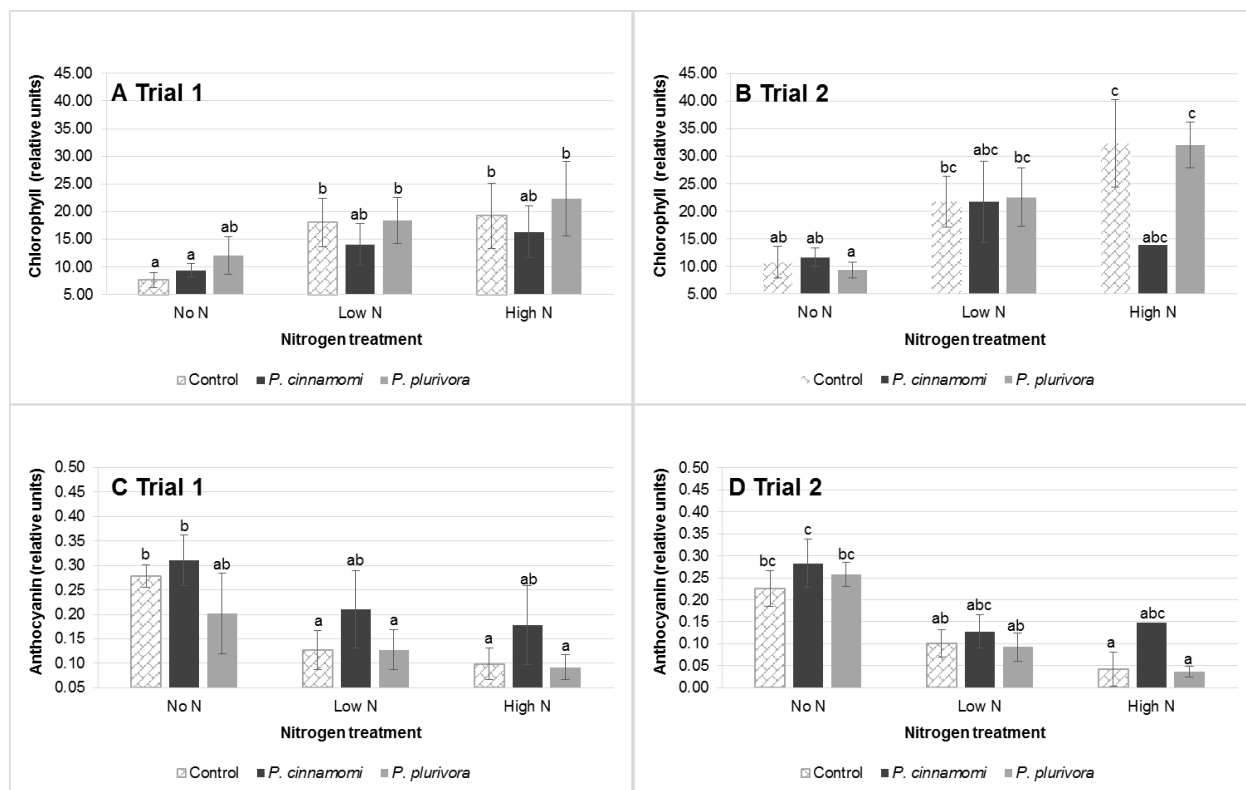 A Trial 1
Chlorophyll (relative units)
45.00
40.00
35.00
30.00
25.00
20.00
15.00
10.00
5.00
a a ab
b ab b
b ab b
No N Low N High N
Nitrogen treatment
Control P. cinnamomi P. plurivora
B Trial 2
Chlorophyll (relative units)
45.00
40.00
35.00
30.00
25.00
20.00
15.00
10.00
5.00
ab ab a
bc abc bc
c abc c
No N Low N High N
Nitrogen treatment
Control P. cinnamomi P. plurivora
C Trial 1
Anthocyanin (relative units)
0.50
0.45
0.40
0.35
0.30
0.25
0.20
0.15
0.10
0.05
b b ab
a ab a
a ab a
No N Low N High N
Nitrogen treatment
Control P. cinnamomi P. plurivora
D Trial 2
Anthocyanin (relative units)
0.50
0.45
0.40
0.35
0.30
0.25
0.20
0.15
0.10
0.05
0.00
bc c bc
ab abc ab
a abc a
No N Low N High N
Nitrogen treatment
Control P. cinnamomi P. plurivora